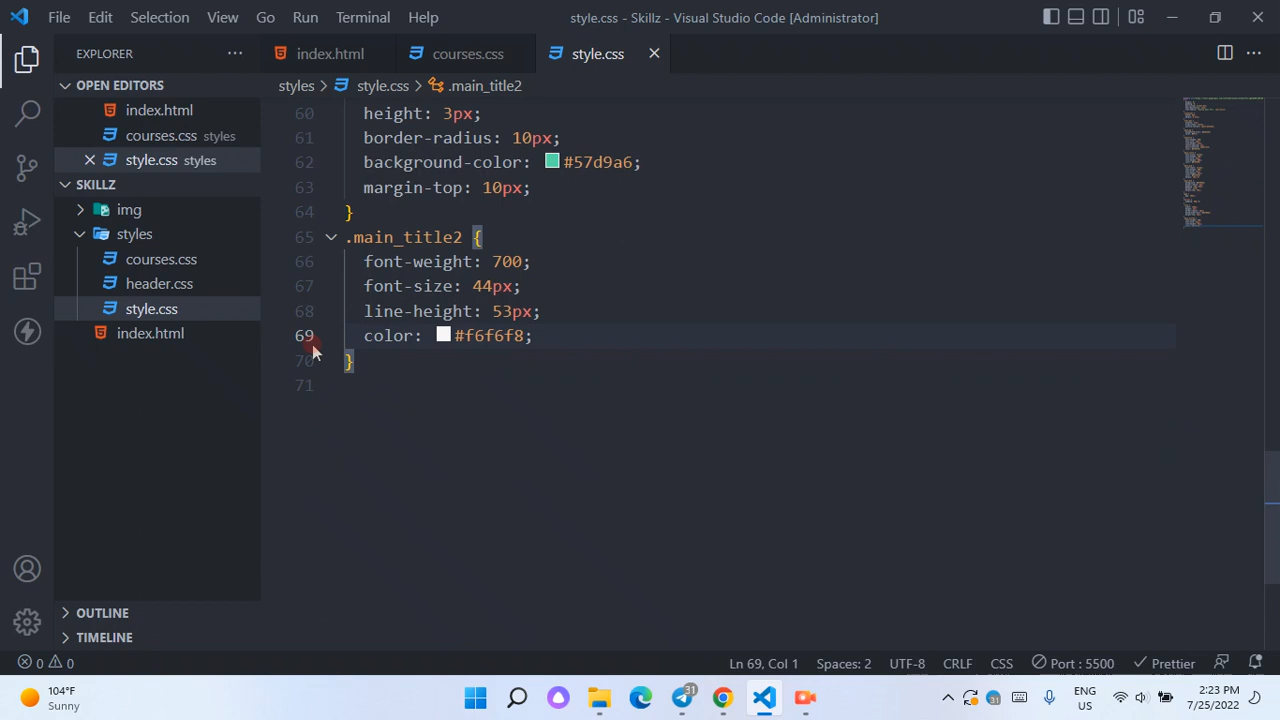 File Edit Selection View Go Run Terminal Help style.css - Skillz - Visual Studio Code [Administrator]
EXPLORER
index.html courses.css style.css
OPEN EDITORS
styles > style.css > .main_title2
index.html
courses.css styles
style.css styles
SKILLZ
img
styles
courses.css
header.css
style.css
index.html
OUTLINE
TIMELINE
60 height: 3px;
61 border-radius: 10px;
62 background-color: #57d9a6;
63 margin-top: 10px;
64 }
65 .main_title2 {
66 font-weight: 700;
67 font-size: 44px;
68 line-height: 53px;
69 color: #f6f6f8;
70 }
71
0 0 Ln 69, Col 1 Spaces: 2 UTF-8 CRLF CSS Port : 5500 Prettier
104°F
Sunny
31
31
ENG
US
2:23 PM
7/25/2022